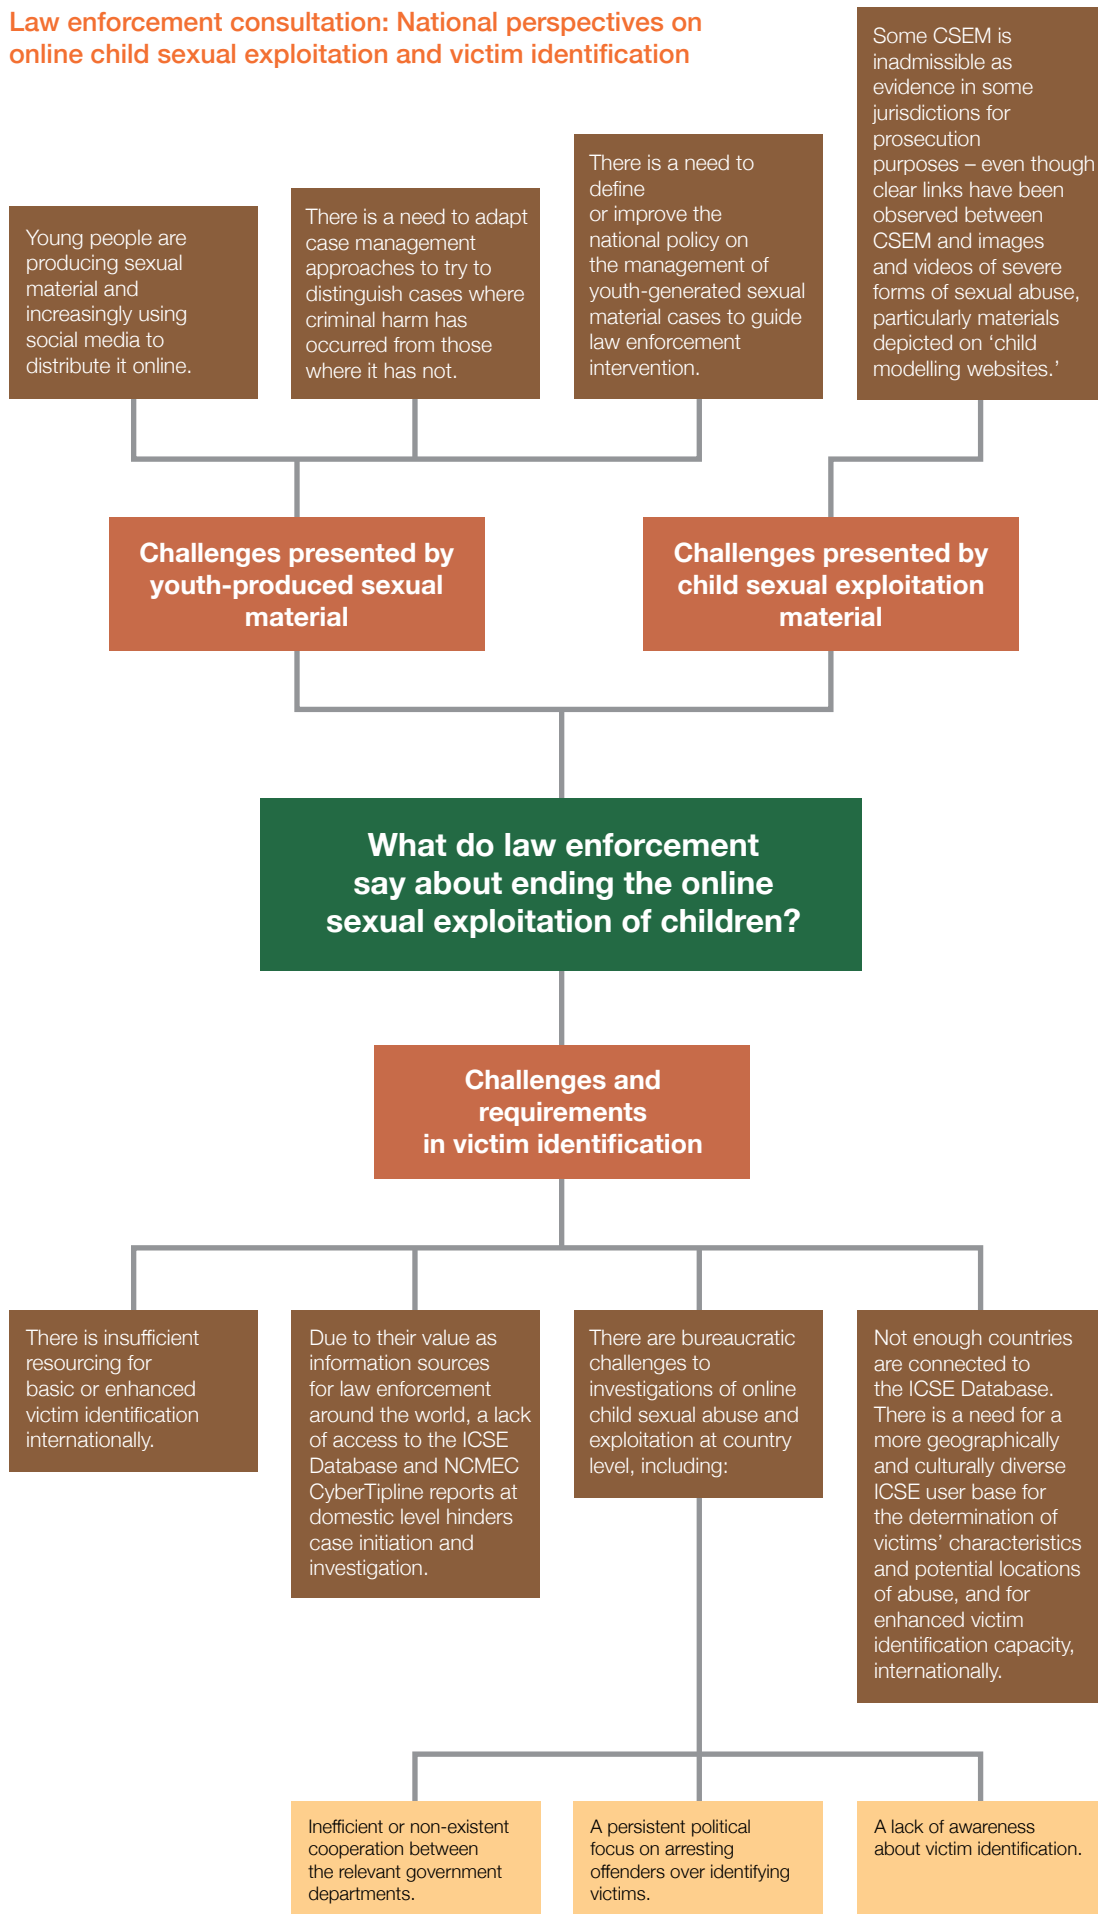 Law enforcement consultation: National perspectives on
online child sexual exploitation and victim identification
Young people are
producing sexual
material and
increasingly using
social media to
distribute it online.
There is a need to adapt
case management
approaches to try to
distinguish cases where
criminal harm has
occurred from those
where it has not.
There is a need to
define
or improve the
national policy on
the management of
youth-generated sexual
material cases to guide
law enforcement
intervention.
Some CSEM is
inadmissible as
evidence in some
jurisdictions for
prosecution
purposes – even though
clear links have been
observed between
CSEM and images
and videos of severe
forms of sexual abuse,
particularly materials
depicted on ‘child
modelling websites.’
Challenges presented by
youth-produced sexual
material
Challenges presented by
child sexual exploitation
material
What do law enforcement
say about ending the online
sexual exploitation of children?
Challenges and
requirements
in victim identification
There is insufficient
resourcing for
basic or enhanced
victim identification
internationally.
Due to their value as
information sources
for law enforcement
around the world, a lack
of access to the ICSE
Database and NCMEC
CyberTipline reports at
domestic level hinders
case initiation and
investigation.
There are bureaucratic
challenges to
investigations of online
child sexual abuse and
exploitation at country
level, including:
Not enough countries
are connected to
the ICSE Database.
There is a need for a
more geographically
and culturally diverse
ICSE user base for
the determination of
victims’ characteristics
and potential locations
of abuse, and for
enhanced victim
identification capacity,
internationally.
Inefficient or non-existent
cooperation between
the relevant government
departments.
A persistent political
focus on arresting
offenders over identifying
victims.
A lack of awareness
about victim identification.